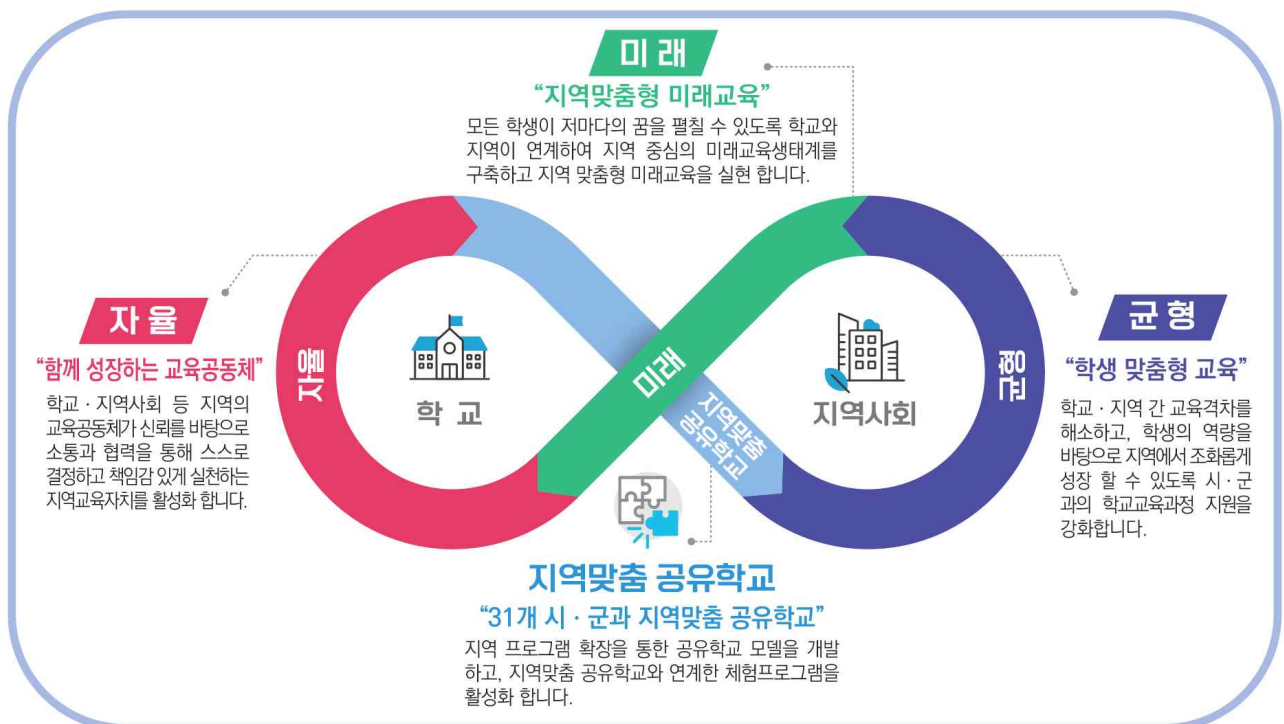 미래
“지역맞춤형 미래교육”
모든 학생이 저마다의 꿈을 펼칠 수 있도록 학교와
지역이 연계하여 지역 중심의 미래교육생태계를
구축하고 지역 맞춤형 미래교육을 실현 합니다.
자율
“함께 성장하는 교육공동체”
학교 · 지역사회 등 지역의
교육공동체가 신뢰를 바탕으로
소통과 협력을 통해 스스로
결정하고 책임감 있게 실천하는
지역교육자치를 활성화 합니다.
자율
학 교
미래
지역맞춤
공유학교
지역사회
균형
균형
“학생 맞춤형 교육”
학교 · 지역 간 교육격차를
해소하고, 학생의 역량을
바탕으로 지역에서 조화롭게
성장 할 수 있도록 시 · 군
과의 학교교육과정 지원을
강화합니다.
지역맞춤 공유학교
“31개 시 · 군과 지역맞춤 공유학교”
지역 프로그램 확장을 통한 공유학교 모델을 개발
하고, 지역맞춤 공유학교와 연계한 체험프로그램을
활성화 합니다.